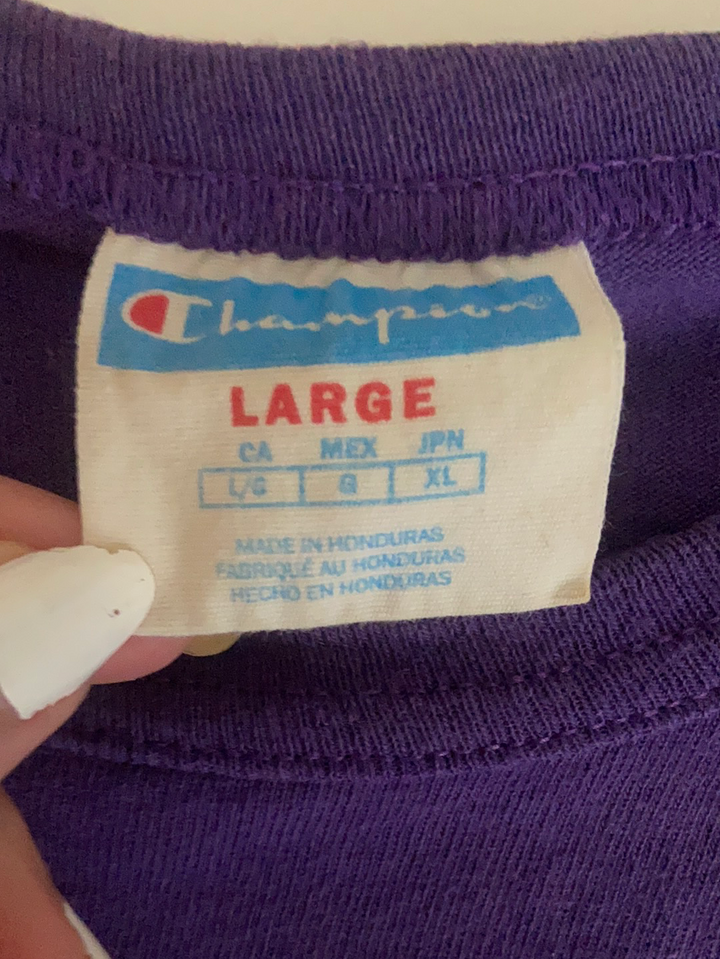 Champion®
LARGE
CA MEX JPN
L/G G XL
MADE IN HONDURAS
FABRIQUÉ AU HONDURAS
HECHO EN HONDURAS